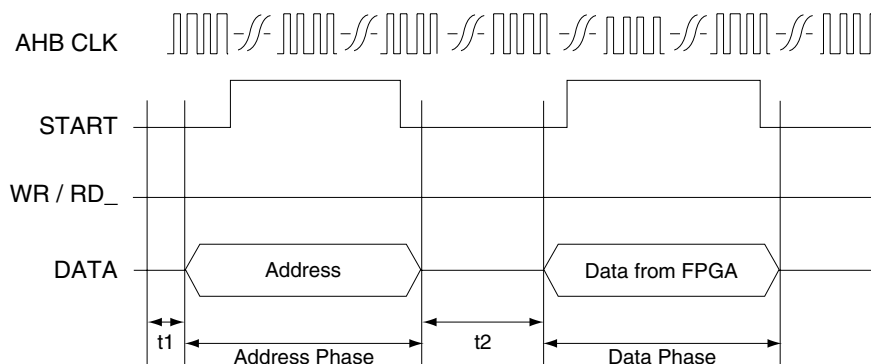 AHB CLK
START
WR / RD_
DATA
Address
Data from FPGA
t1
t2
Address Phase
Data Phase